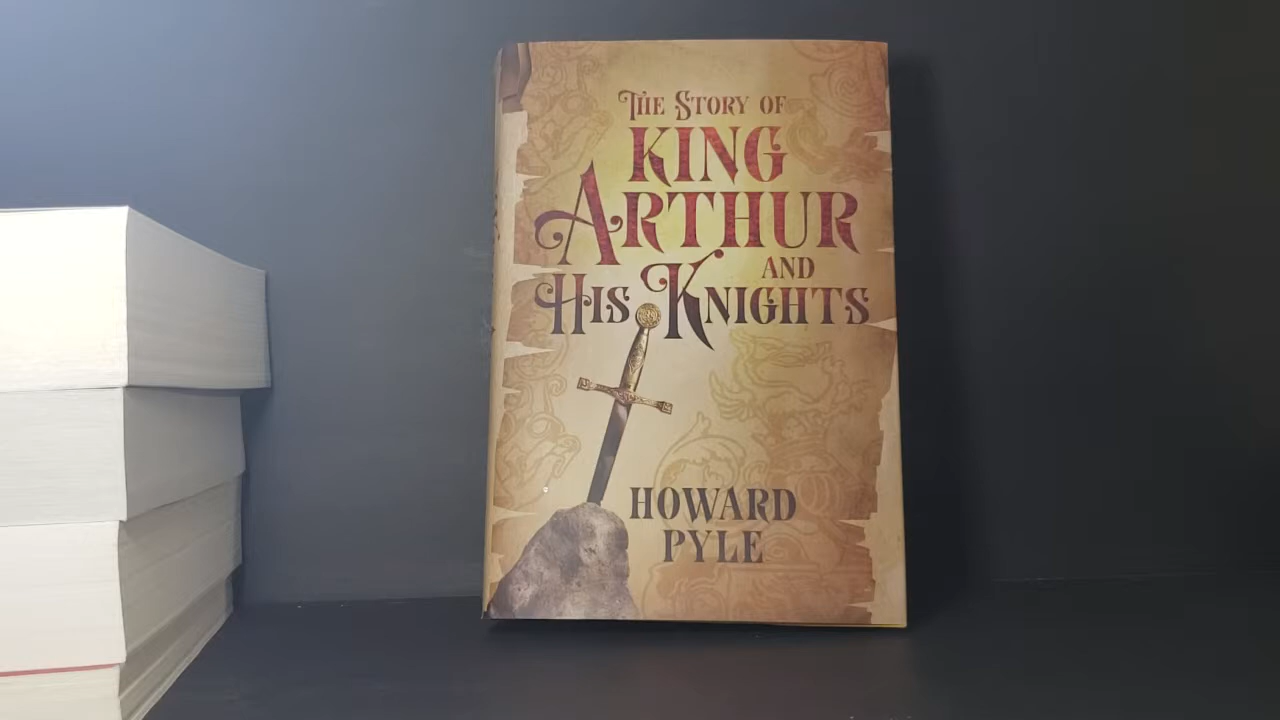 The Story of
KING
ARTHUR
AND
His Knights
HOWARD
PYLE